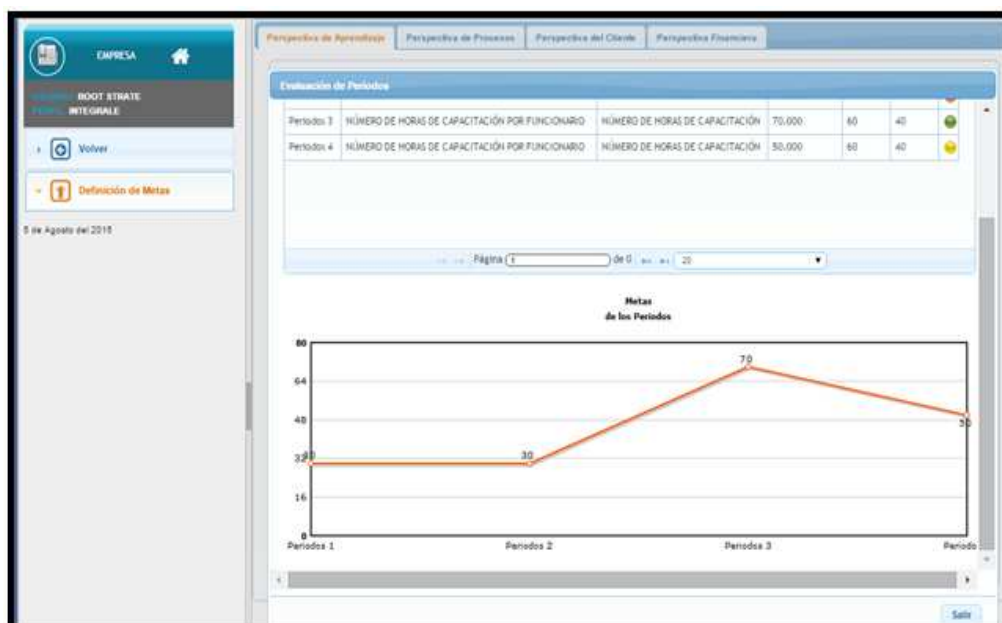 EMPRESA
ROOT STRATE
INTEGRALE
Volver
Definición de Metas
5 de Agosto del 2015
Perspectiva de Aprendizaje
Perspectiva de Procesos
Perspectiva del Cliente
Perspectiva Financiera
Evaluación de Periodos
Periodos 3 NÚMERO DE HORAS DE CAPACITACIÓN POR FUNCIONARIO NÚMERO DE HORAS DE CAPACITACIÓN 70.000 60 40
Periodos 4 NÚMERO DE HORAS DE CAPACITACIÓN POR FUNCIONARIO NÚMERO DE HORAS DE CAPACITACIÓN 50.000 60 40
Página de 0 20
Metas
de los Periodos
80
70
64
48
50
32
30
16
0
Periodos 1 Periodos 2 Periodos 3 Periodo
Salir